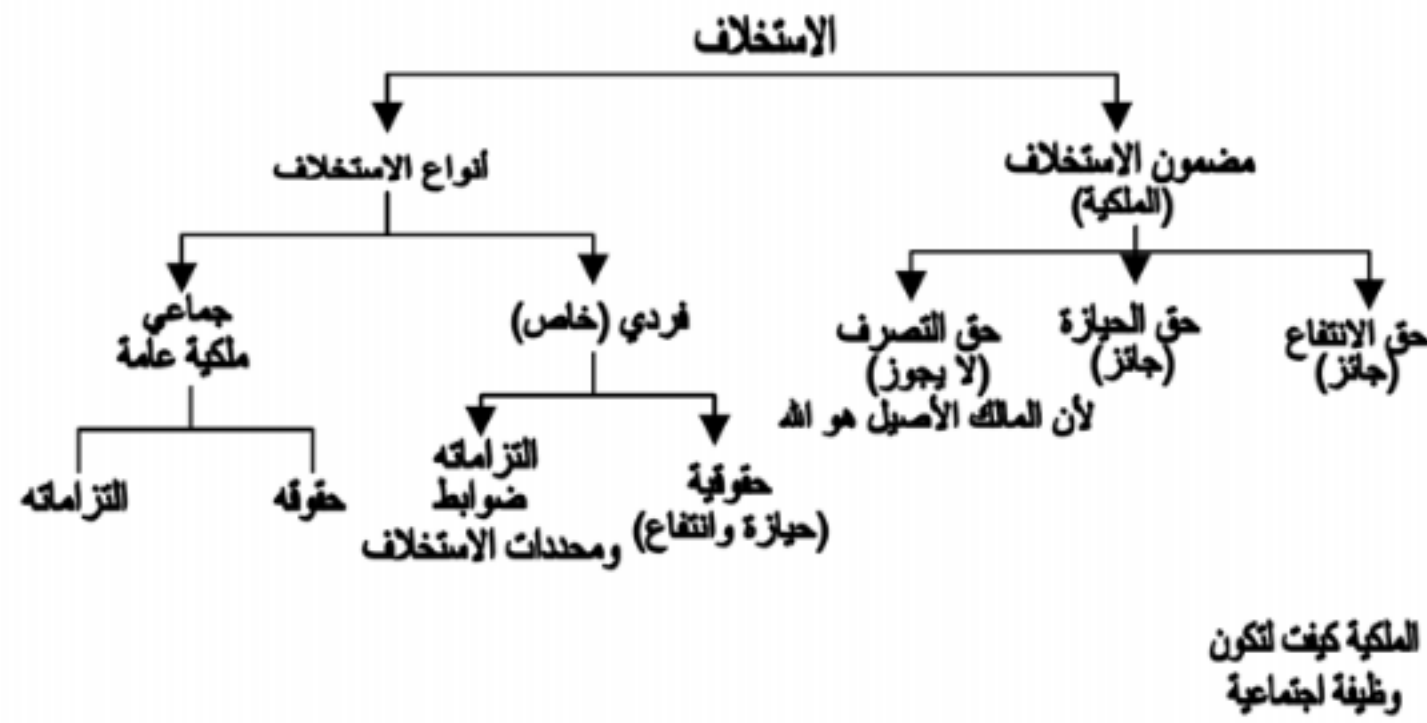 الاستخلاف
مضمون الاستخلاف
(الملكية)
حق الانتفاع
(جائز)
حق الحيازة
(جائز)
حق التصرف
(لا يجوز)
لأن المالك الأصيل هو الله
أنواع الاستخلاف
فردي (خاص)
حقوقية
(حيازة وانتفاع)
التزاماته
ضوابط
ومحددات الاستخلاف
جماعي
ملكية عامة
حقوقه
التزاماته
الملكية كيفت لتكون
وظيفة اجتماعية